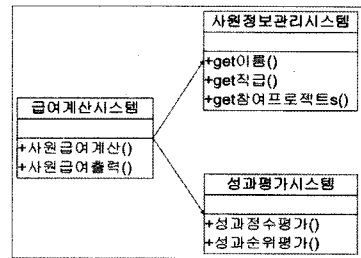 사원정보관리시스템
+get이름()
+get직급()
+get참여프로젝트s()
급여계산시스템
+사원급여계산()
+사원급여출력()
성과평가시스템
+성과점수평가()
+성과순위평가()